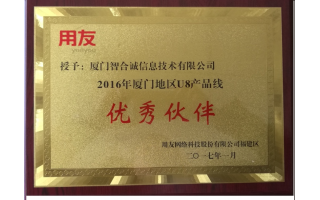 用友
授予：厦门智合诚信息技术有限公司
2016年厦门地区U8产品线
优秀伙伴
用友网络科技股份有限公司福建区
二〇一七年一月